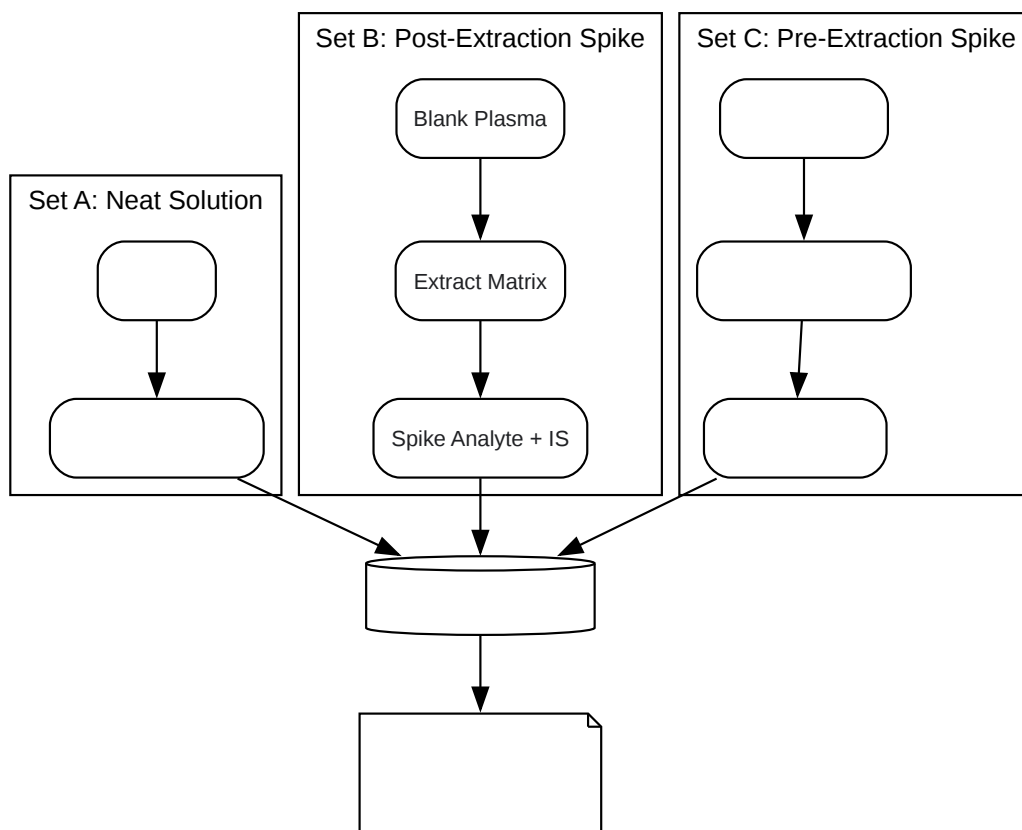 Set B: Post-Extraction Spike
Set C: Pre-Extraction Spike
Blank Plasma
Set A: Neat Solution
Extract Matrix
Spike Analyte + IS